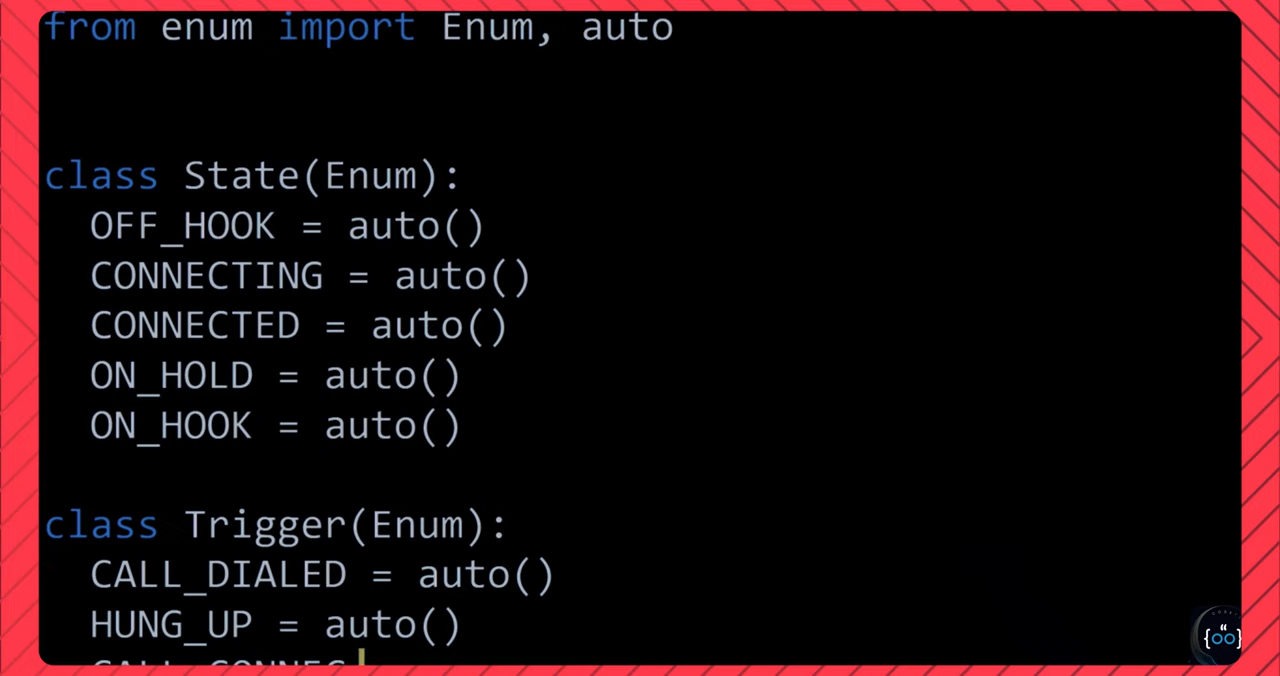 from enum import Enum, auto
class State(Enum):
  OFF_HOOK = auto()
  CONNECTING = auto()
  CONNECTED = auto()
  ON_HOLD = auto()
  ON_HOOK = auto()
class Trigger(Enum):
  CALL_DIALED = auto()
  HUNG_UP = auto()
  CALL_CONNEC